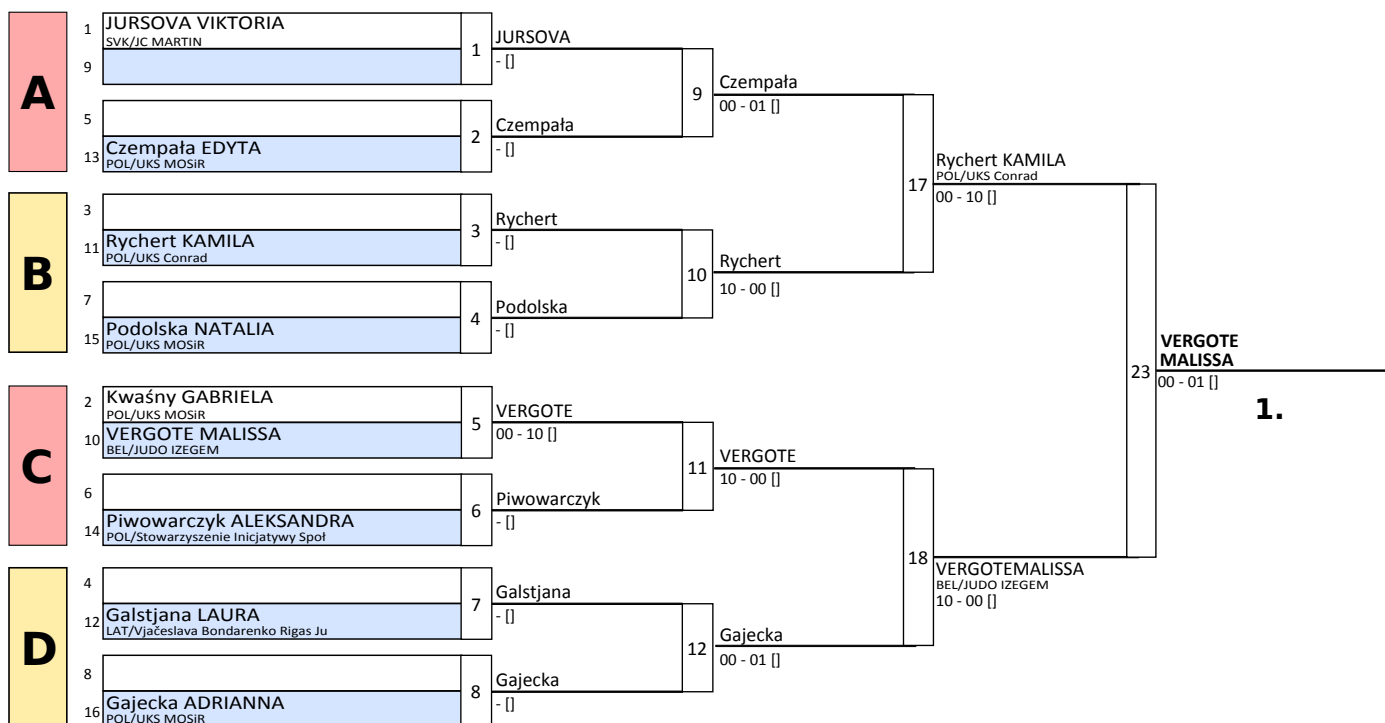 A
1 JURSOVA VIKTORIA
SVK/JC MARTIN
9
1
JURSOVA
- []
5
13 Czempała EDYTA
POL/UKS MOSiR
2
Czempała
- []
9
Czempała
00 - 01 []
B
3
11 Rychert KAMILA
POL/UKS Conrad
3
Rychert
- []
7
15 Podolska NATALIA
POL/UKS MOSiR
4
Podolska
- []
10
Rychert
10 - 00 []
17
Rychert KAMILA
POL/UKS Conrad
00 - 10 []
C
2 Kwaśny GABRIELA
POL/UKS MOSiR
10 VERGOTE MALISSA
BEL/JUDO IZEGEM
5
VERGOTE
00 - 10 []
6
14 Piwowarczyk ALEKSANDRA
POL/Stowarzyszenie Inicjatywy Społ
6
Piwowarczyk
- []
11
VERGOTE
10 - 00 []
D
4
12 Galstjana LAURA
LAT/Vjačeslava Bondarenko Rigas Ju
7
Galstjana
- []
8
16 Gajecka ADRIANNA
POL/UKS MOSiR
8
Gajecka
- []
12
Gajecka
00 - 01 []
18
VERGOTEMALISSA
BEL/JUDO IZEGEM
10 - 00 []
23
VERGOTE
MALISSA
00 - 01 []
1.